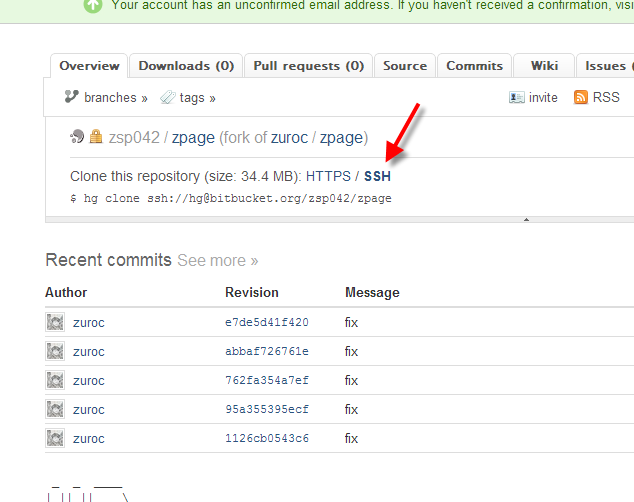 Your account has an unconfirmed email address. If you haven't received a confirmation, visi
Overview Downloads (0) Pull requests (0) Source Commits Wiki Issues (
branches » tags » invite RSS
zsp042 / zpage (fork of zuroc / zpage)
Clone this repository (size: 34.4 MB): HTTPS / SSH
$ hg clone ssh://hg@bitbucket.org/zsp042/zpage
Recent commits See more »
Author Revision Message
zuroc e7de5d41f420 fix
zuroc abbaf726761e fix
zuroc 762fa354a7ef fix
zuroc 95a355395ecf fix
zuroc 1126cb0543c6 fix